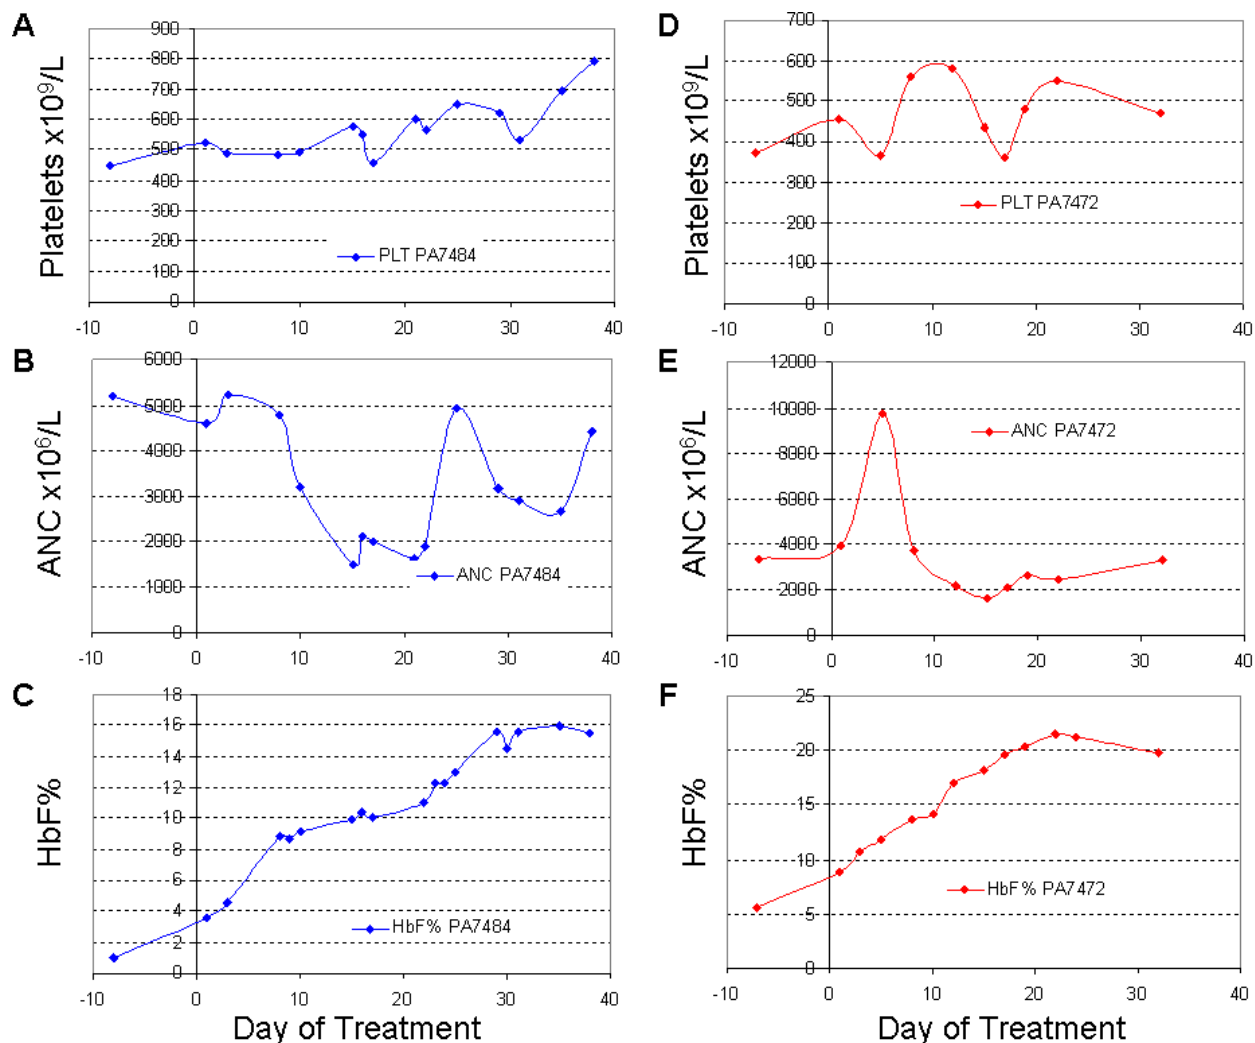 A
Platelets x10⁹/L
900
800
700
600
500
400
300
200
100
0
PLT PA7484
-10 0 10 20 30 40
D
Platelets x10⁹/L
700
600
500
400
300
200
100
0
PLT PA7472
-10 0 10 20 30 40
B
ANC x10⁶/L
6000
5000
4000
3000
2000
1000
0
ANC PA7484
-10 0 10 20 30 40
E
ANC x10⁶/L
12000
10000
8000
6000
4000
2000
0
ANC PA7472
-10 0 10 20 30 40
C
HbF%
18
16
14
12
10
8
6
4
2
0
HbF% PA7484
-10 0 10 20 30 40
Day of Treatment
F
HbF%
25
20
15
10
5
0
HbF% PA7472
-10 0 10 20 30 40
Day of Treatment